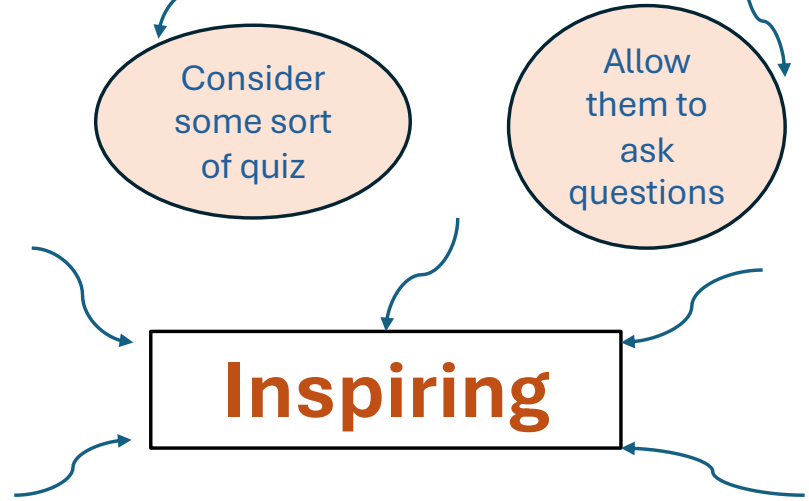 Consider
some sort
of quiz
Allow
them to
ask
questions
Inspiring